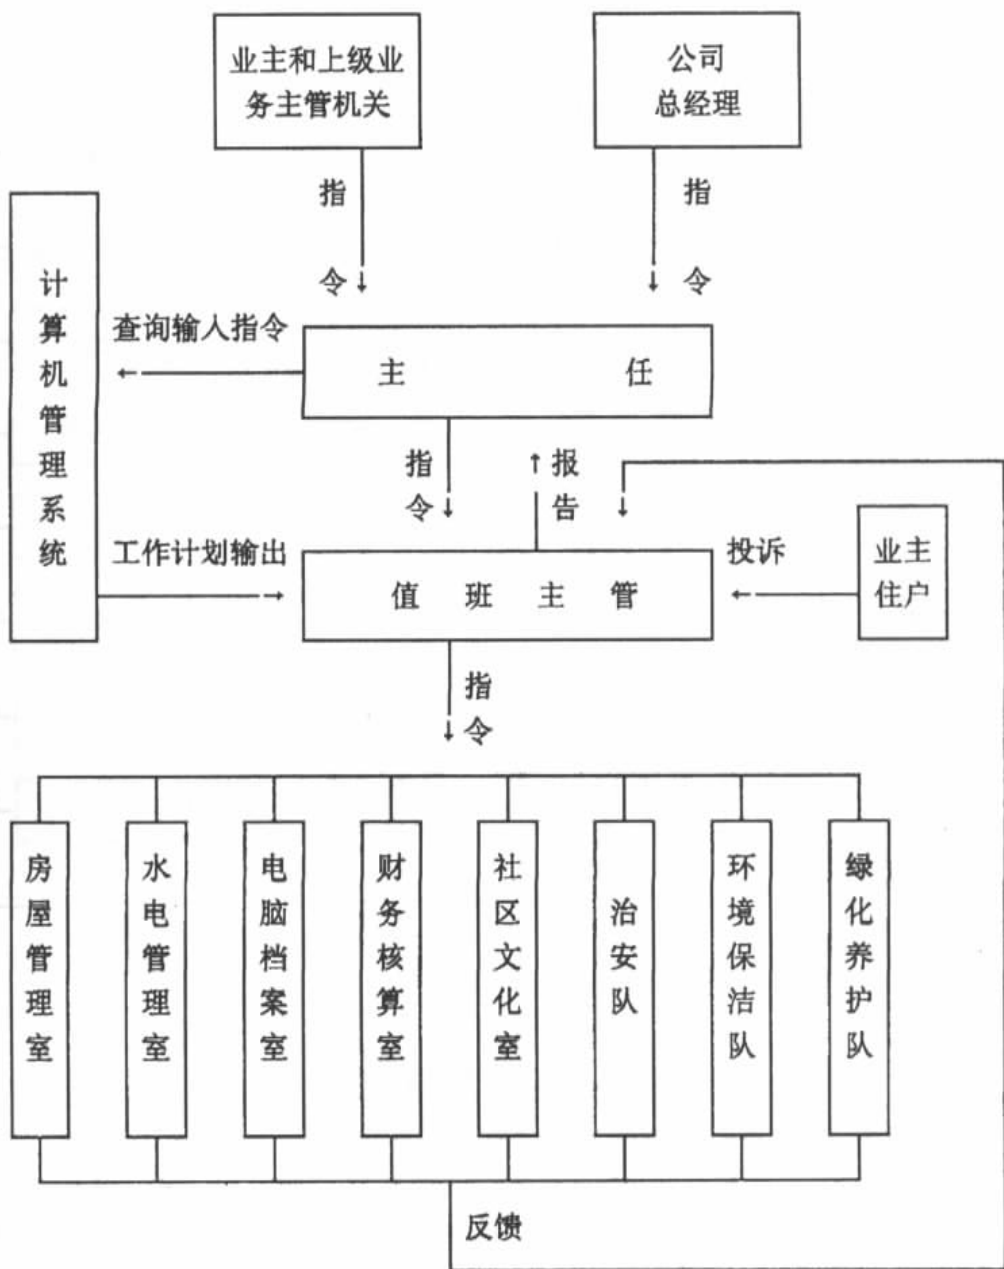 业主和上级业
务主管机关
公司
总经理
指令
指令
计算机管理系统
查询输入指令
主任
指令
报告
工作计划输出
值班主管
投诉
业主
住户
指令
房屋管理室
水电管理室
电脑档案室
财务核算室
社区文化室
治安队
环境保洁队
绿化养护队
反馈